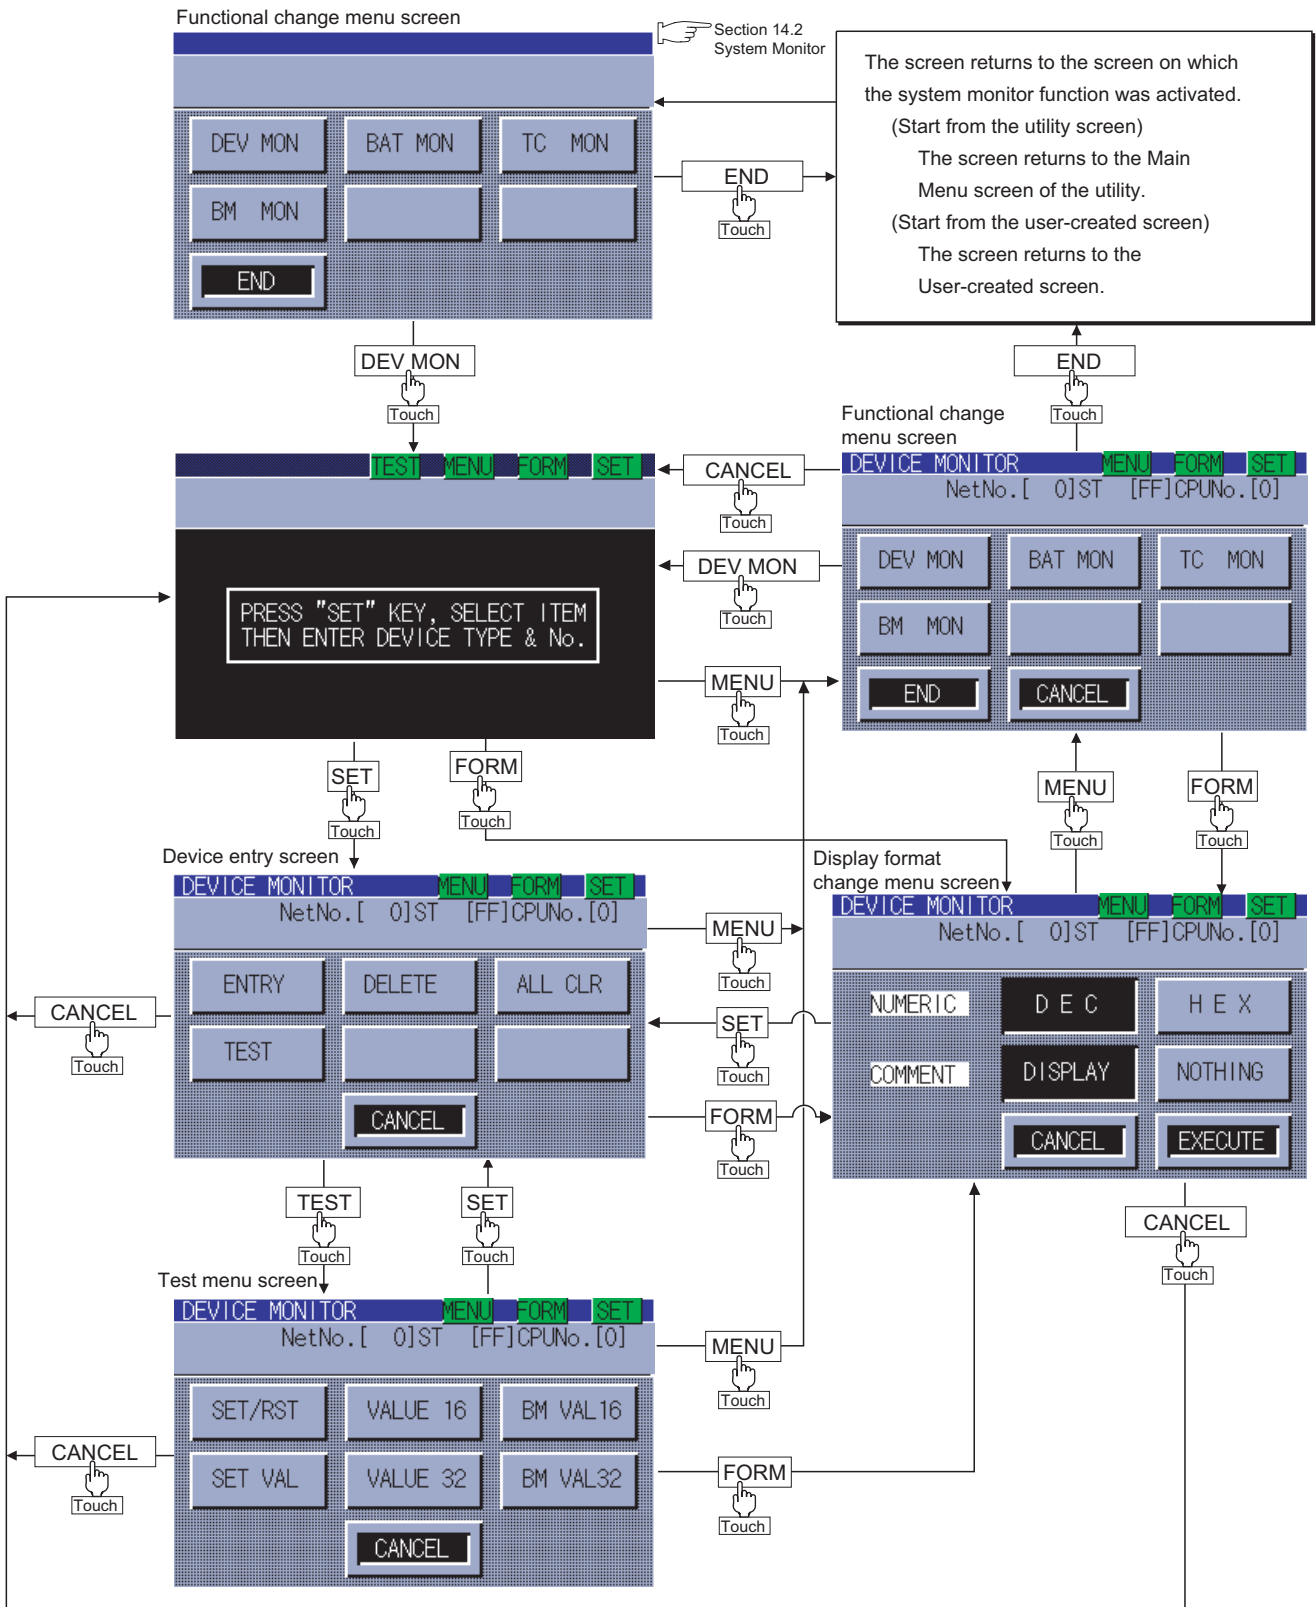 Functional change menu screen
Section 14.2
System Monitor
DEV MON
BAT MON
TC MON
BM MON
END
END
Touch
The screen returns to the screen on which
the system monitor function was activated.
(Start from the utility screen)
The screen returns to the Main
Menu screen of the utility.
(Start from the user-created screen)
The screen returns to the
User-created screen.
DEV MON
Touch
END
Touch
TEST MENU FORM SET
PRESS "SET" KEY, SELECT ITEM
THEN ENTER DEVICE TYPE & No.
CANCEL
Touch
DEV MON
Touch
MENU
Touch
Functional change
menu screen
DEVICE MONITOR MENU FORM SET
NetNo.[ 0]ST [FF]CPUNo.[0]
DEV MON
BAT MON
TC MON
BM MON
END
CANCEL
SET
Touch
FORM
Touch
MENU
Touch
FORM
Touch
Device entry screen
DEVICE MONITOR MENU FORM SET
NetNo.[ 0]ST [FF]CPUNo.[0]
ENTRY
DELETE
ALL CLR
TEST
CANCEL
CANCEL
Touch
MENU
Touch
SET
Touch
FORM
Touch
Display format
change menu screen
DEVICE MONITOR MENU FORM SET
NetNo.[ 0]ST [FF]CPUNo.[0]
NUMERIC
D E C
H E X
COMMENT
DISPLAY
NOTHING
CANCEL
EXECUTE
TEST
Touch
SET
Touch
CANCEL
Touch
Test menu screen
DEVICE MONITOR MENU FORM SET
NetNo.[ 0]ST [FF]CPUNo.[0]
SET/RST
VALUE 16
BM VAL16
SET VAL
VALUE 32
BM VAL32
CANCEL
CANCEL
Touch
MENU
Touch
FORM
Touch